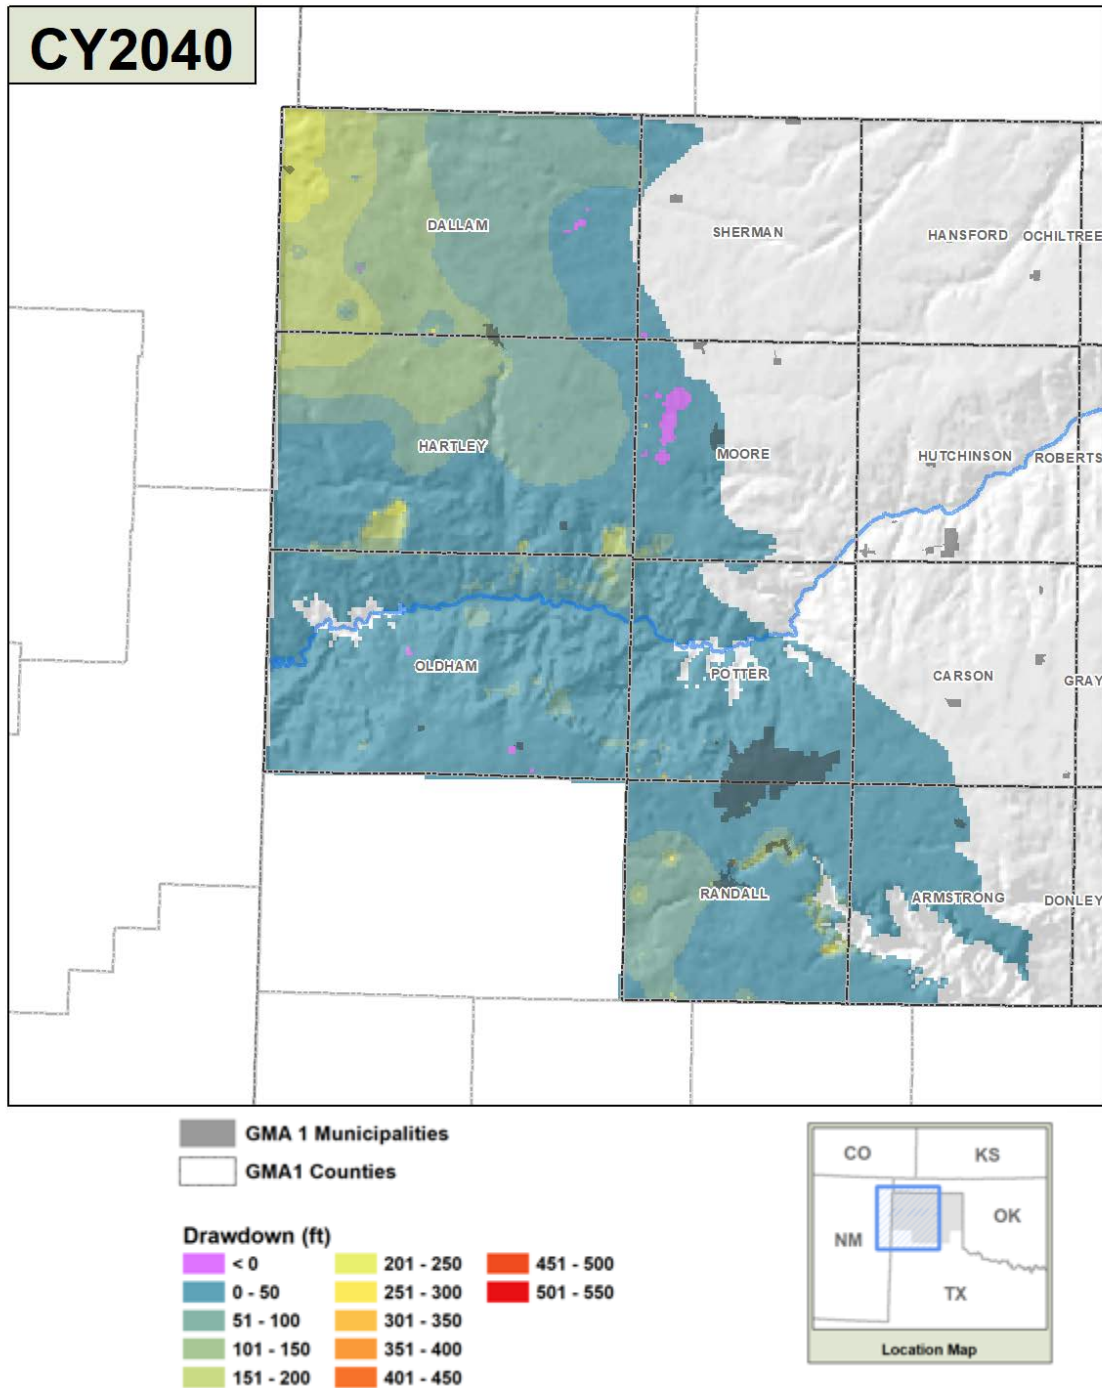 CY2040
DALLAM
SHERMAN
HANSFORD
OCHILTREE
HARTLEY
MOORE
HUTCHINSON
ROBERTS
OLDHAM
POTTER
CARSON
GRAY
RANDALL
ARMSTRONG
DONLEY
GMA 1 Municipalities
GMA1 Counties
Drawdown (ft)
< 0
0 - 50
51 - 100
101 - 150
151 - 200
201 - 250
251 - 300
301 - 350
351 - 400
401 - 450
451 - 500
501 - 550
CO
KS
NM
OK
TX
Location Map